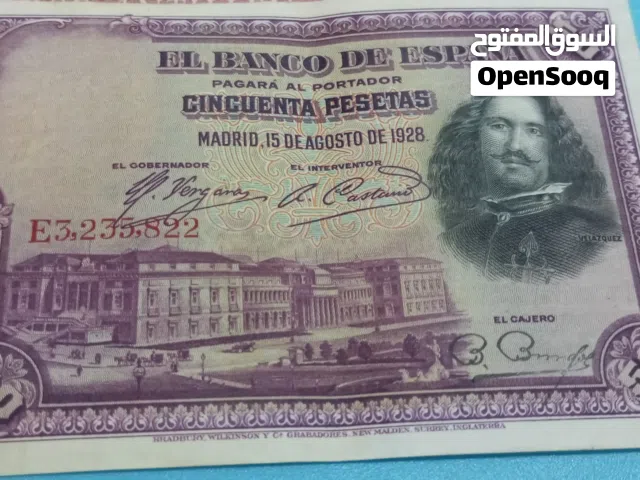 السوق المفتوح
OpenSooq
EL BANCO DE ESPA
PAGARÁ AL PORTADOR
CINCUENTA PESETAS
MADRID, 15 DE AGOSTO DE 1928
EL GOBERNADOR EL INTERVENTOR
E3,235,822
VELAZQUEZ
EL CAJERO
BRADBURY, WILKINSON Y Cª GRABADORES, NEW MALDEN, SURREY, INGLATERRA